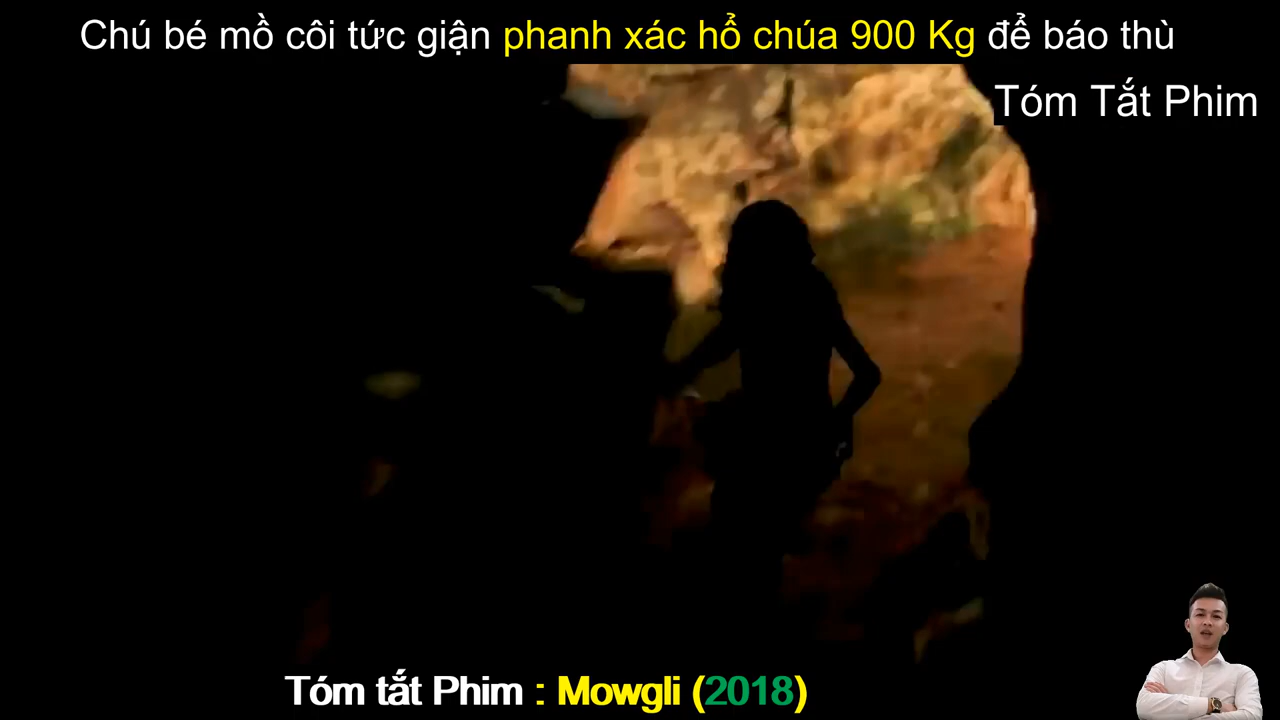 Chú bé mồ côi tức giận phanh xác hổ chúa 900 Kg để báo thù
Tóm Tắt Phim
Tóm tắt Phim : Mowgli (2018)